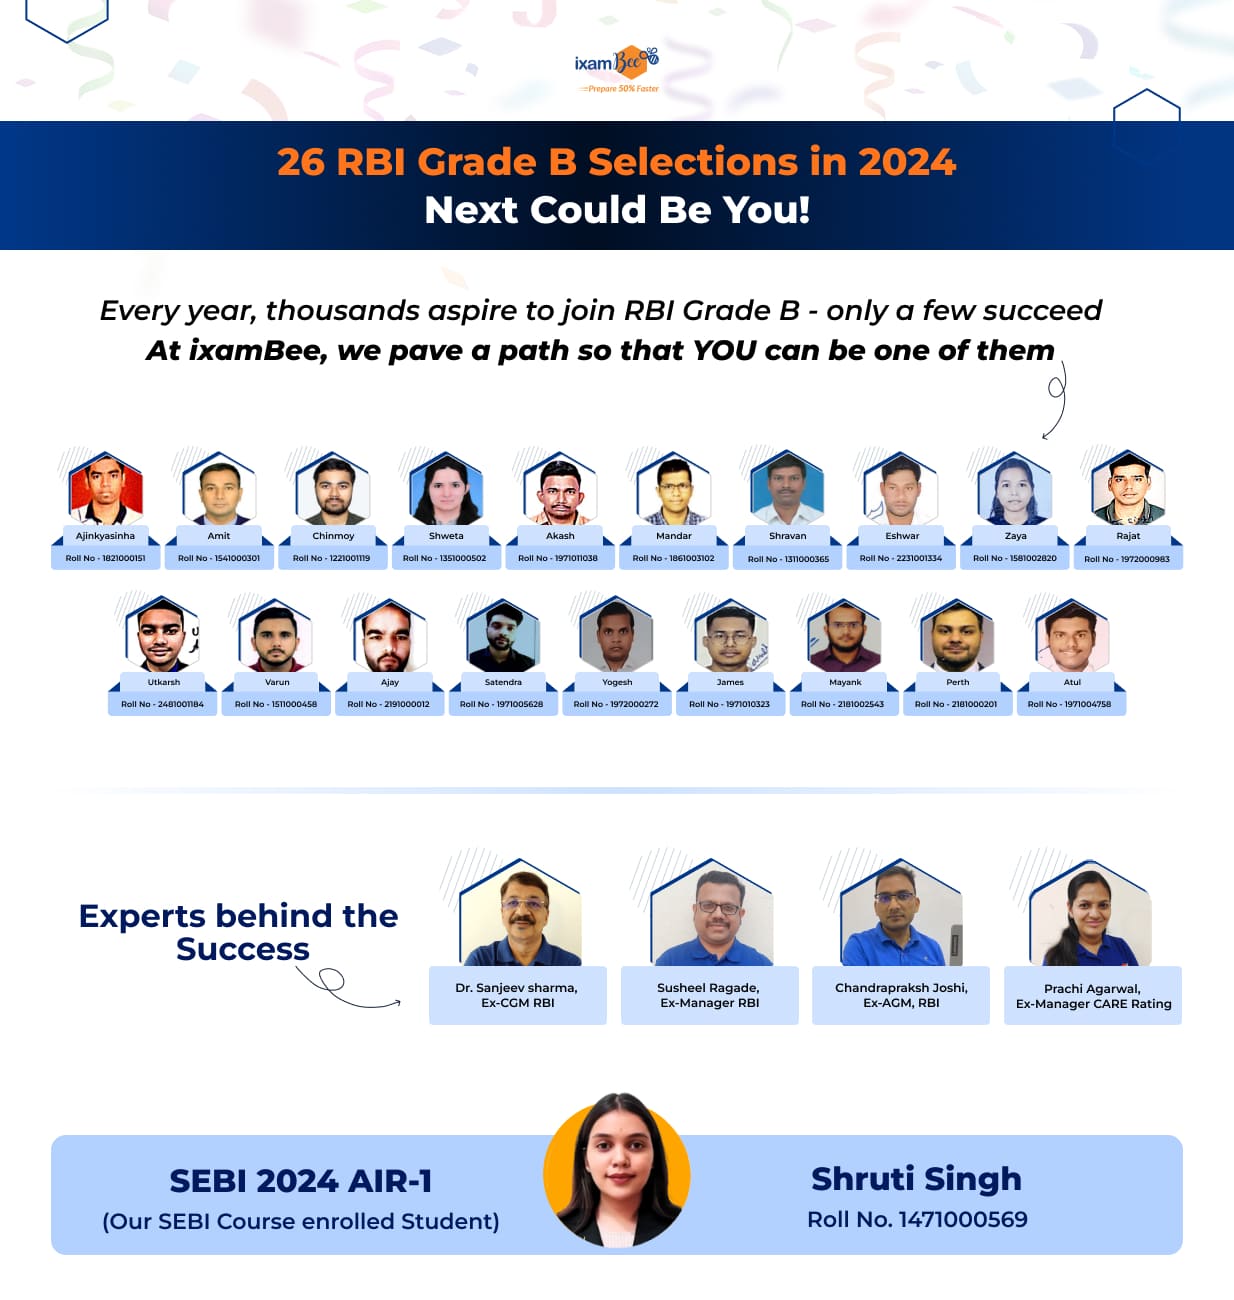 ixamBee
Prepare 50% Faster
26 RBI Grade B Selections in 2024
Next Could Be You!
Every year, thousands aspire to join RBI Grade B - only a few succeed
At ixamBee, we pave a path so that YOU can be one of them
Ajinkyasinha
Roll No - 1821000151
Amit
Roll No - 1541000301
Chinmoy
Roll No - 1221001119
Shweta
Roll No - 1351000502
Akash
Roll No - 1971011038
Mandar
Roll No - 1861003102
Shravan
Roll No - 1311000365
Eshwar
Roll No - 2231001334
Zaya
Roll No - 1581002820
Rajat
Roll No - 1972000983
Utkarsh
Roll No - 2481001184
Varun
Roll No - 1511000458
Ajay
Roll No - 2191000012
Satendra
Roll No - 1971005628
Yogesh
Roll No - 1972000272
James
Roll No - 1971010323
Mayank
Roll No - 2181002543
Perth
Roll No - 2181000201
Atul
Roll No - 1971004758
Experts behind the
Success
Dr. Sanjeev sharma,
Ex-CGM RBI
Susheel Ragade,
Ex-Manager RBI
Chandrapraksh Joshi,
Ex-AGM, RBI
Prachi Agarwal,
Ex-Manager CARE Rating
SEBI 2024 AIR-1
(Our SEBI Course enrolled Student)
Shruti Singh
Roll No. 1471000569